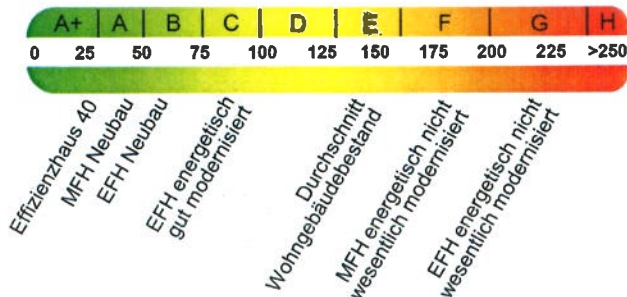 A+ A B C D E F G H
0 25 50 75 100 125 150 175 200 225 >250
Effizienzhaus 40
MFH Neubau
EFH Neubau
EFH energetisch
gut modernisiert
Durchschnitt
Wohngebäudebestand
MFH energetisch nicht
wesentlich modernisiert
EFH energetisch nicht
wesentlich modernisiert